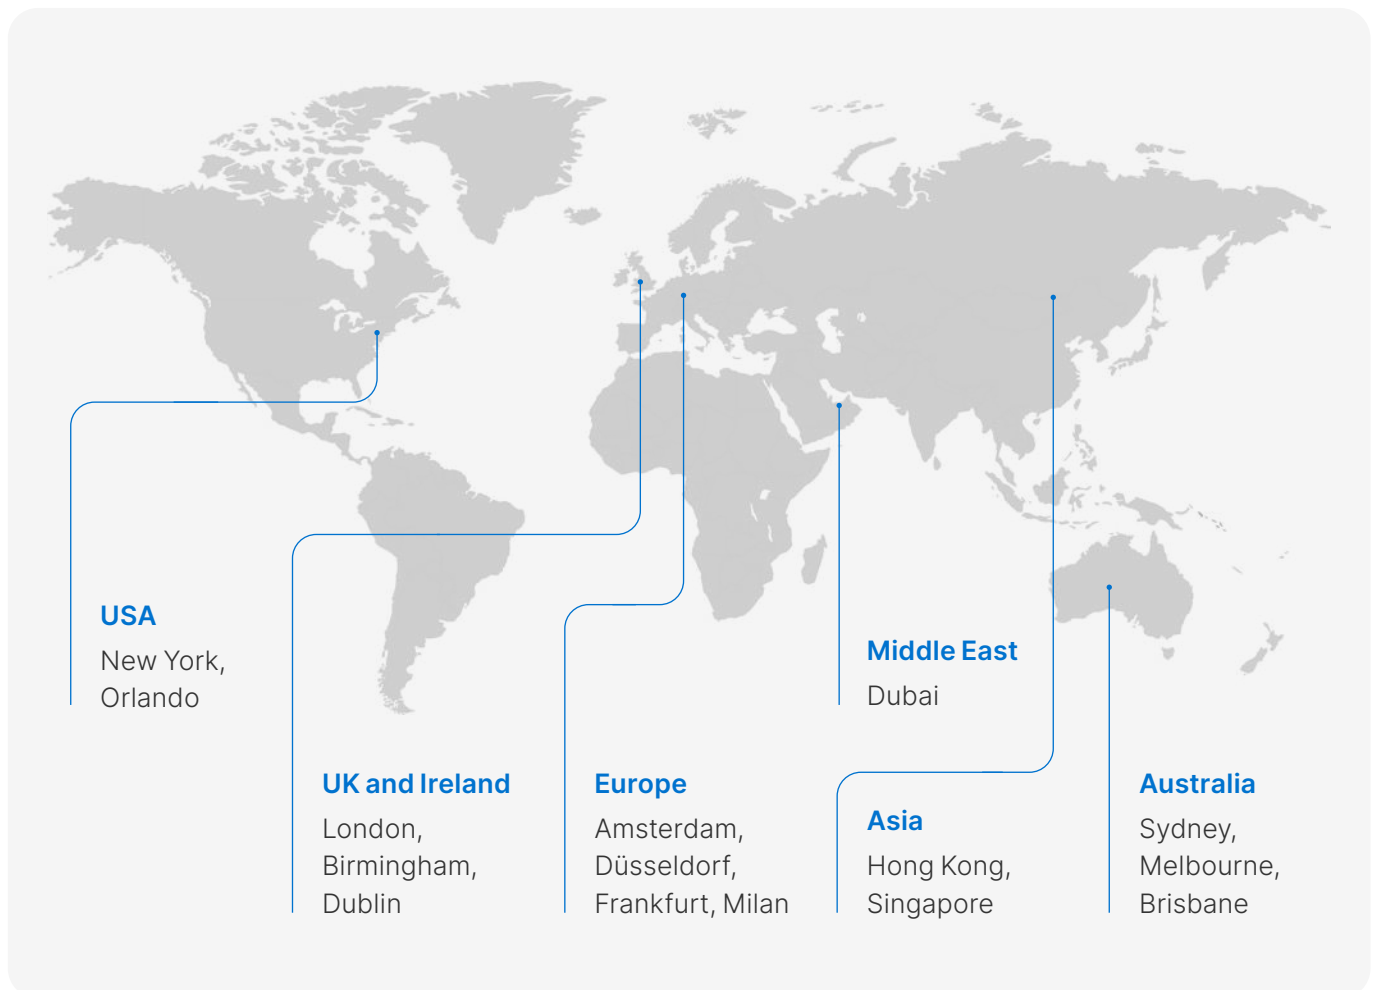 USA
New York,
Orlando
UK and Ireland
London,
Birmingham,
Dublin
Europe
Amsterdam,
Düsseldorf,
Frankfurt, Milan
Middle East
Dubai
Asia
Hong Kong,
Singapore
Australia
Sydney,
Melbourne,
Brisbane